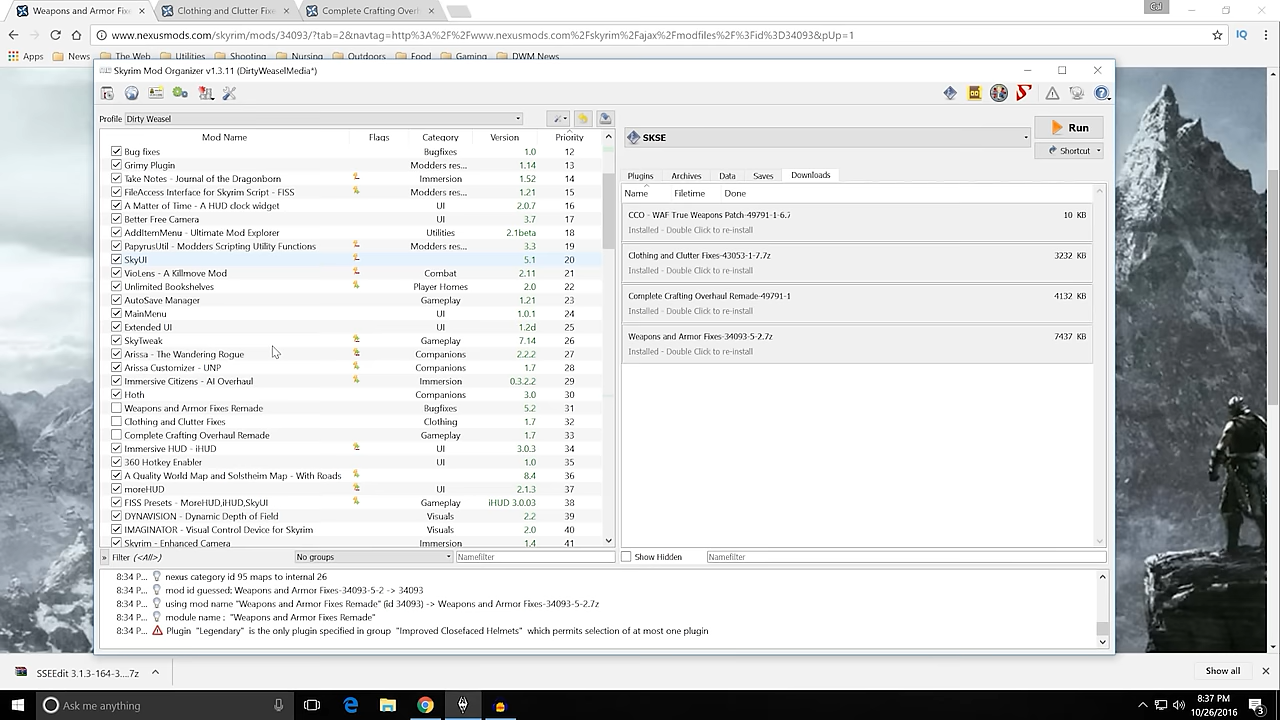 Weapons and Armor Fix
Clothing and Clutter Fixes
Complete Crafting Over
www.nexusmods.com/skyrim/mods/34093/?tab=2&navtag=http%3A%2F%2Fwww.nexusmods.com%2Fskyrim%2Fajax%2Fmodfiles%2F%3Fid%3D34093&pUp=1
IQ
Apps
News
The Web
Utilities
Shooting
Nursing
Outdoors
Food
Gaming
DWM News
Skyrim Mod Organizer v1.3.11 (DirtyWeaselMedia*)
Profile Dirty Weasel
Mod Name Flags Category Version Priority
Bug fixes Bugfixes 1.0 12
Grimy Plugin Modders res... 1.14 13
Take Notes - Journal of the Dragonborn Immersion 1.52 14
FileAccess Interface for Skyrim Script - FISS Modders res... 1.21 15
A Matter of Time - A HUD clock widget UI 2.0.7 16
Better Free Camera UI 3.7 17
AddItemMenu - Ultimate Mod Explorer Utilities 2.1beta 18
PapyrusUtil - Modders Scripting Utility Functions Modders res... 3.3 19
SkyUI UI 5.1 20
VioLens - A Killmove Mod Combat 2.11 21
Unlimited Bookshelves Player Homes 2.0 22
AutoSave Manager Gameplay 1.21 23
MainMenu UI 1.0.1 24
Extended UI UI 1.2d 25
SkyTweak Gameplay 7.14 26
Arissa - The Wandering Rogue Companions 2.2.2 27
Arissa Customizer - UNP Companions 1.7 28
Immersive Citizens - AI Overhaul Immersion 0.3.2.2 29
Hoth Companions 3.0 30
Weapons and Armor Fixes Remade Bugfixes 5.2 31
Clothing and Clutter Fixes Clothing 1.7 32
Complete Crafting Overhaul Remade Gameplay 1.7 33
Immersive HUD - iHUD UI 3.0.3 34
360 Hotkey Enabler UI 1.0 35
A Quality World Map and Solstheim Map - With Roads 8.4 36
moreHUD UI 2.1.3 37
FISS Presets - MoreHUD,iHUD,SkyUI Gameplay iHUD 3.0.03 38
DYNAVISION - Dynamic Depth of Field Visuals 2.2 39
IMAGINATOR - Visual Control Device for Skyrim Visuals 2.0 40
Skyrim - Enhanced Camera Immersion 1.4 41
» Filter (<All>) No groups Namefilter
SKSE
Run
Shortcut
Plugins Archives Data Saves Downloads
Name Filetime Done
CCO - WAF True Weapons Patch-49791-1-6.7 10 KB
Installed - Double Click to re-install
Clothing and Clutter Fixes-43053-1-7.7z 3232 KB
Installed - Double Click to re-install
Complete Crafting Overhaul Remade-49791-1 4132 KB
Installed - Double Click to re-install
Weapons and Armor Fixes-34093-5-2.7z 7437 KB
Installed - Double Click to re-install
Show Hidden Namefilter
8:34 P... nexus category id 95 maps to internal 26
8:34 P... mod id guessed: Weapons and Armor Fixes-34093-5-2 -> 34093
8:34 P... using mod name "Weapons and Armor Fixes Remade" (id 34093) -> Weapons and Armor Fixes-34093-5-2.7z
8:34 P... module name : "Weapons and Armor Fixes Remade"
8:34 P... Plugin "Legendary" is the only plugin specified in group "Improved Closefaced Helmets" which permits selection of at most one plugin
SSEEdit 3.1.3-164-3....7z
Show all
Ask me anything
8:37 PM
10/26/2016
3